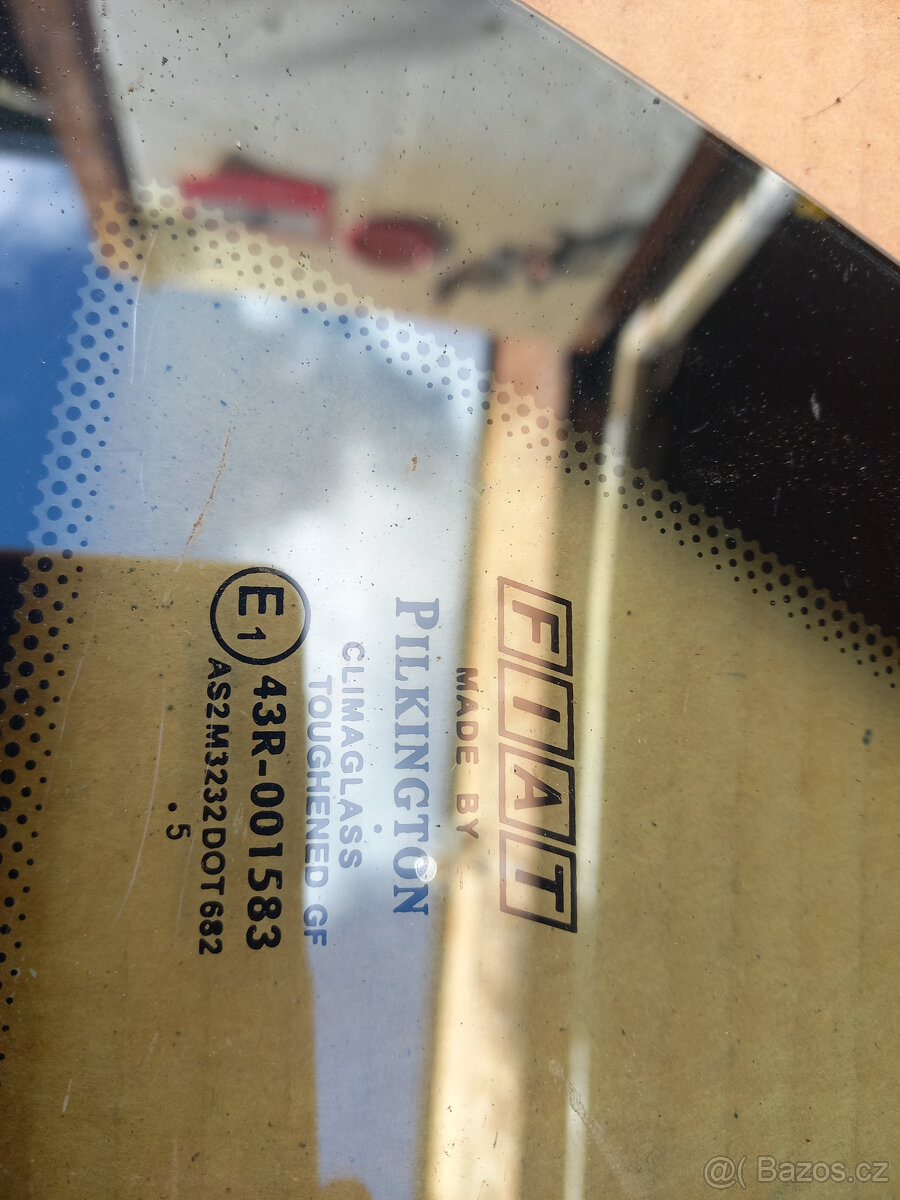 FIAT
MADE BY
PILKINGTON
CLIMAGLASS
TOUGHENED GF
E1 43R-001583
AS2M3232DOT682
.5
@( Bazos.cz